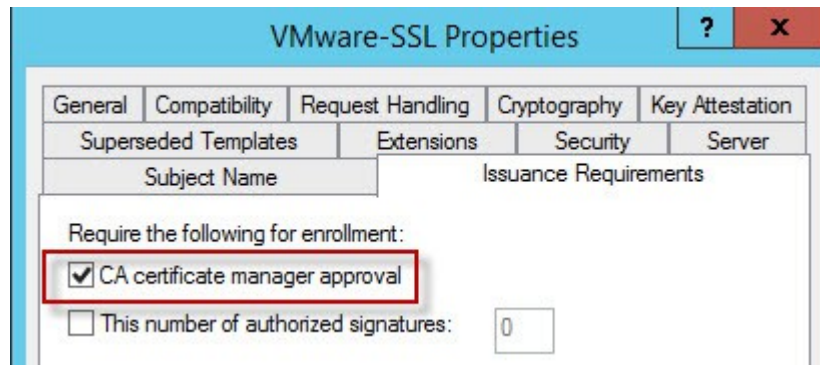 VMware-SSL Properties ? x
General Compatibility Request Handling Cryptography Key Attestation
Superseded Templates Extensions Security Server
Subject Name Issuance Requirements
Require the following for enrollment:
CA certificate manager approval
This number of authorized signatures: 0